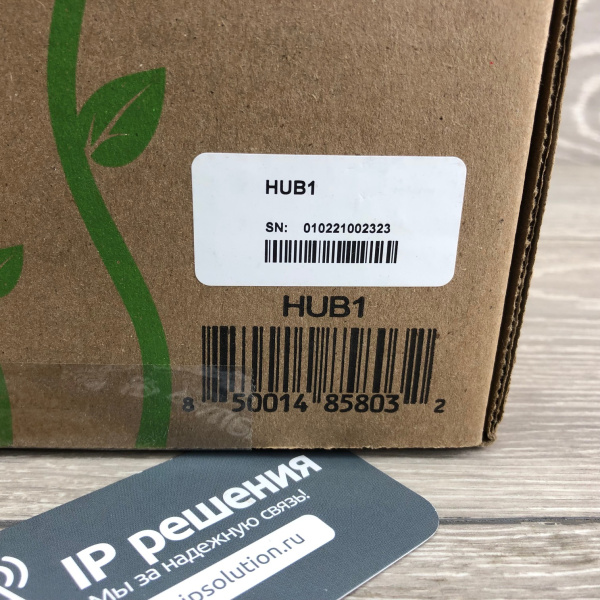 HUB1
SN: 010221002323
HUB1
8 50014 85803 2
IP решения
Мы за надежную связь!
ipsolution.ru